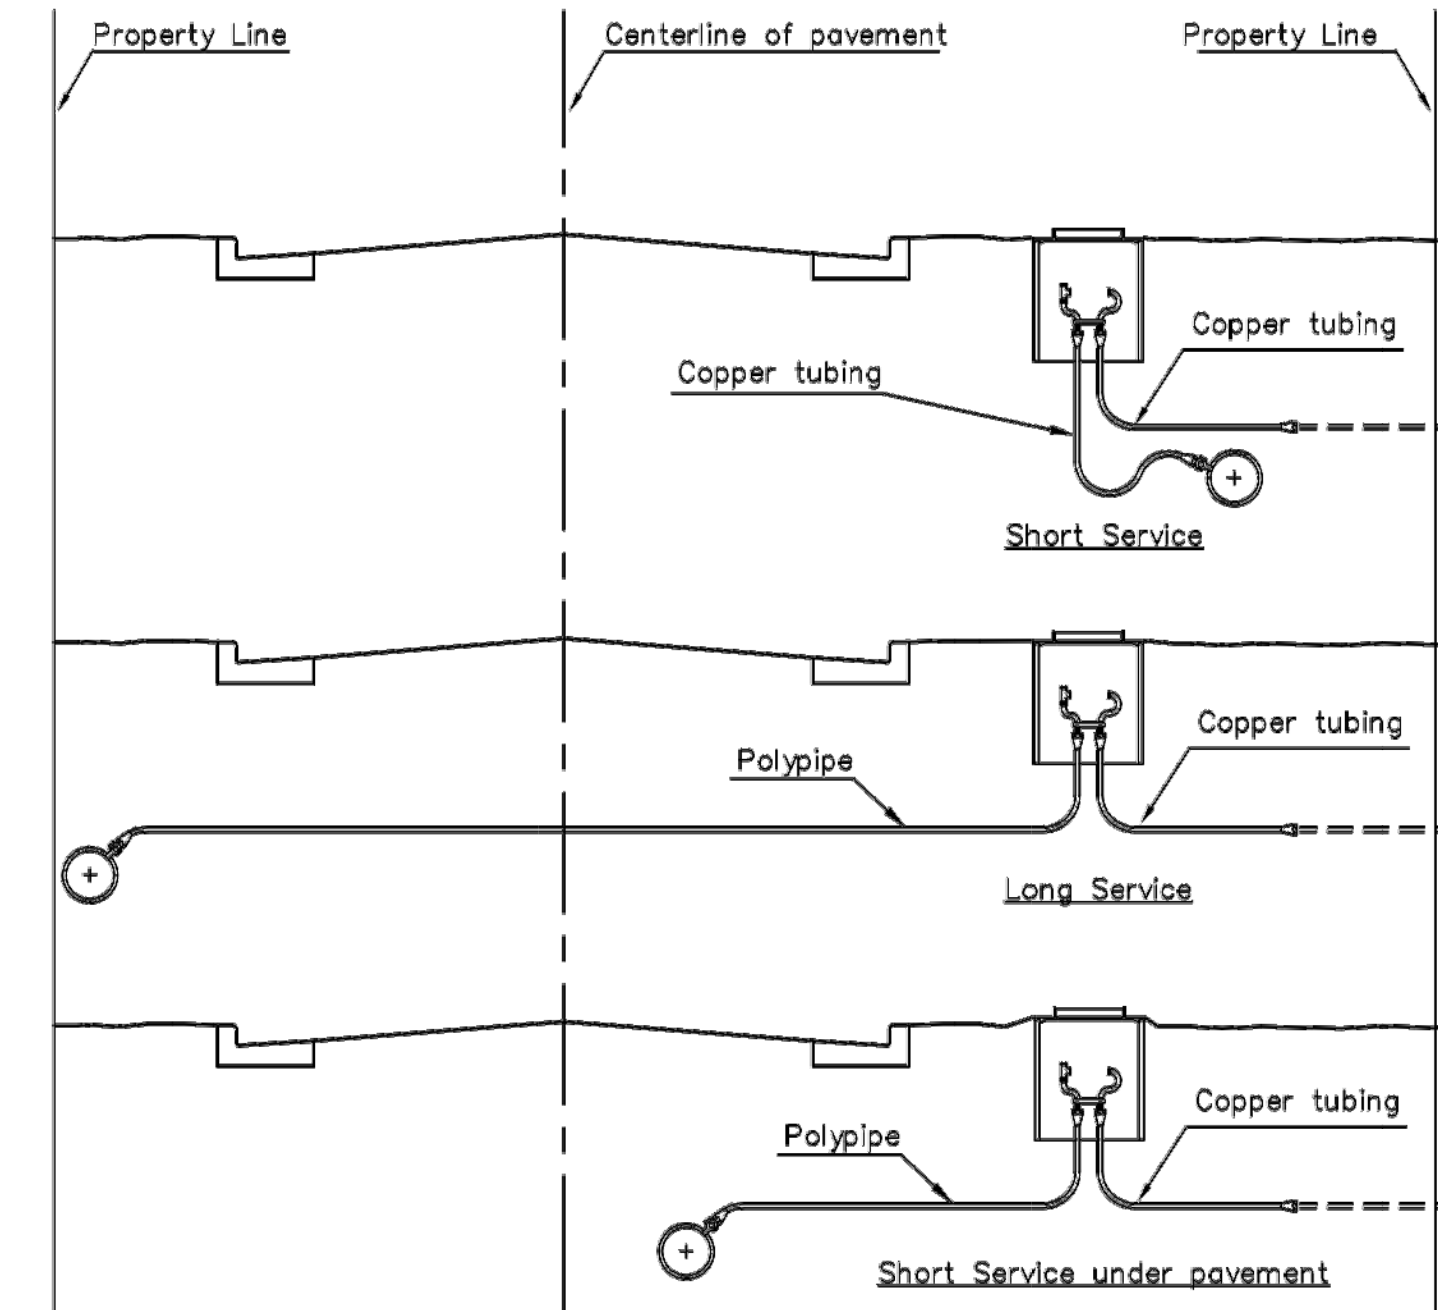 Property Line
Centerline of pavement
Property Line
Copper tubing
Copper tubing
Short Service
Copper tubing
Polypipe
Long Service
Copper tubing
Polypipe
Short Service under pavement